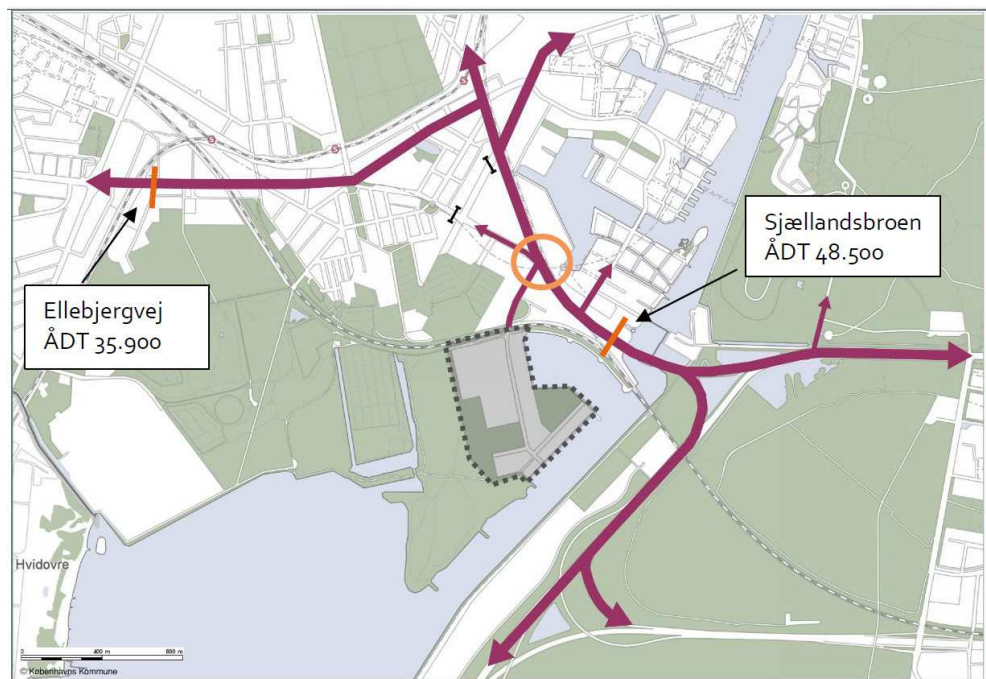 Sjællandsbroen
ÅDT 48.500
Ellebjergvej
ÅDT 35.900
Hvidovre
0 400 m 800 m
© Københavns Kommune